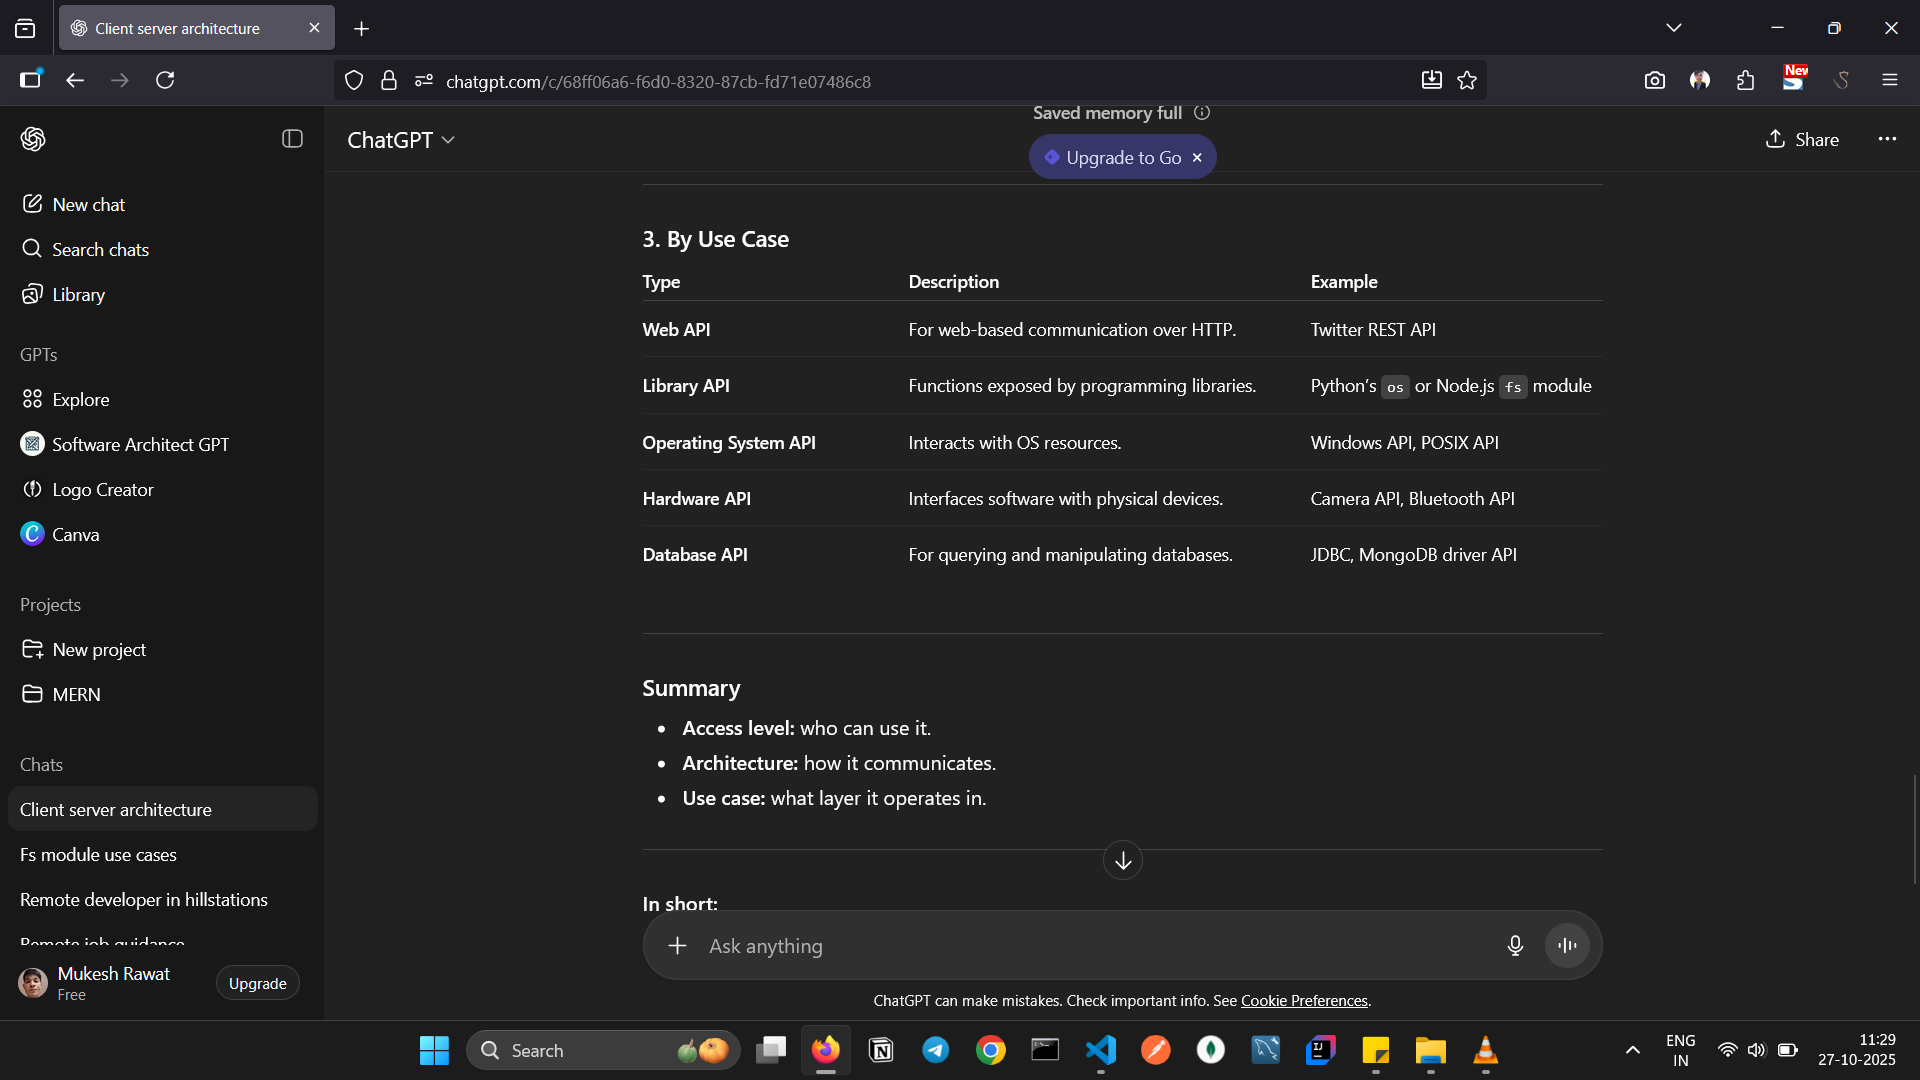 Client server architecture
chatgpt.com/c/68ff06a6-f6d0-8320-87cb-fd71e07486c8
New
ChatGPT
Saved memory full
Upgrade to Go
Share
New chat
Search chats
Library
GPTs
Explore
Software Architect GPT
Logo Creator
Canva
Projects
New project
MERN
Chats
Client server architecture
Fs module use cases
Remote developer in hillstations
Remote job guidance
Mukesh Rawat
Free
Upgrade
3. By Use Case
Type Description Example
Web API For web-based communication over HTTP. Twitter REST API
Library API Functions exposed by programming libraries. Python's os or Node.js fs module
Operating System API Interacts with OS resources. Windows API, POSIX API
Hardware API Interfaces software with physical devices. Camera API, Bluetooth API
Database API For querying and manipulating databases. JDBC, MongoDB driver API
Summary
• Access level: who can use it.
• Architecture: how it communicates.
• Use case: what layer it operates in.
In short:
Ask anything
ChatGPT can make mistakes. Check important info. See Cookie Preferences.
Search
ENG
IN
11:29
27-10-2025